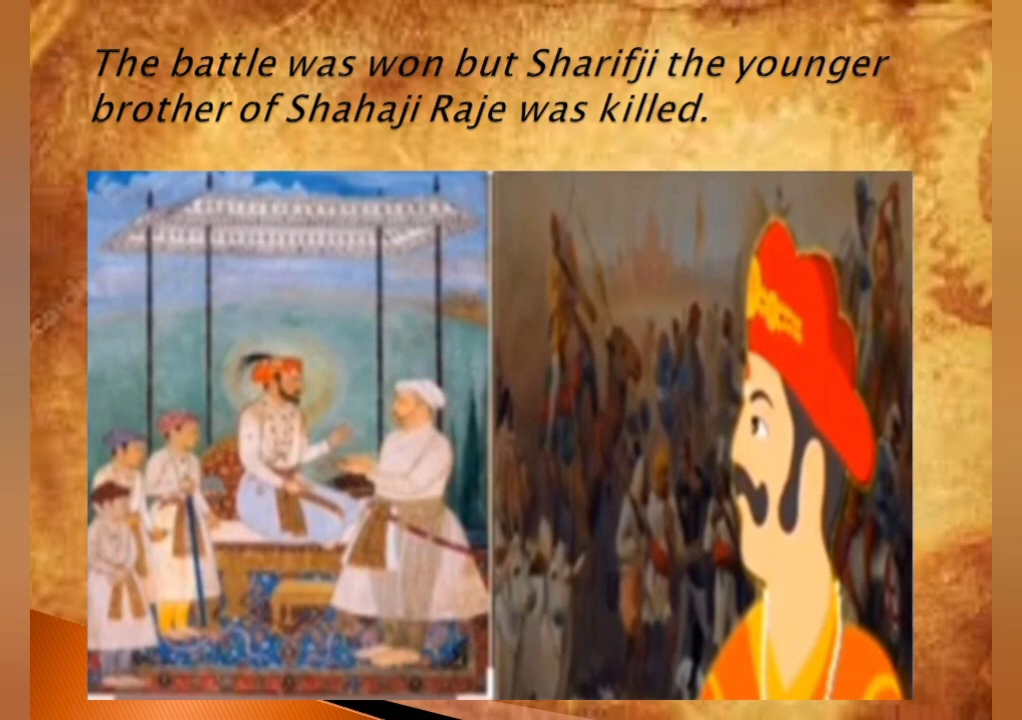 The battle was won but Sharifji the younger
brother of Shahaji Raje was killed.